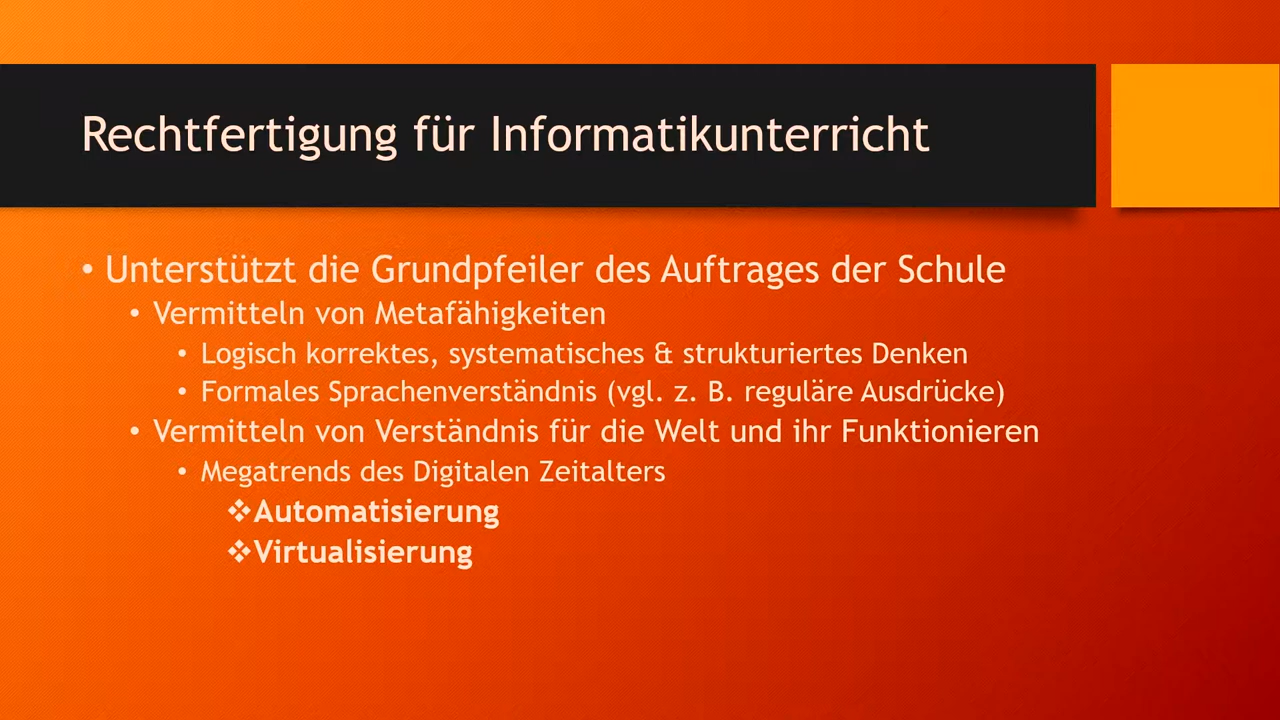 Rechtfertigung für Informatikunterricht
• Unterstützt die Grundpfeiler des Auftrages der Schule
• Vermitteln von Metafähigkeiten
• Logisch korrektes, systematisches & strukturiertes Denken
• Formales Sprachenverständnis (vgl. z. B. reguläre Ausdrücke)
• Vermitteln von Verständnis für die Welt und ihr Funktionieren
• Megatrends des Digitalen Zeitalters
❖Automatisierung
❖Virtualisierung